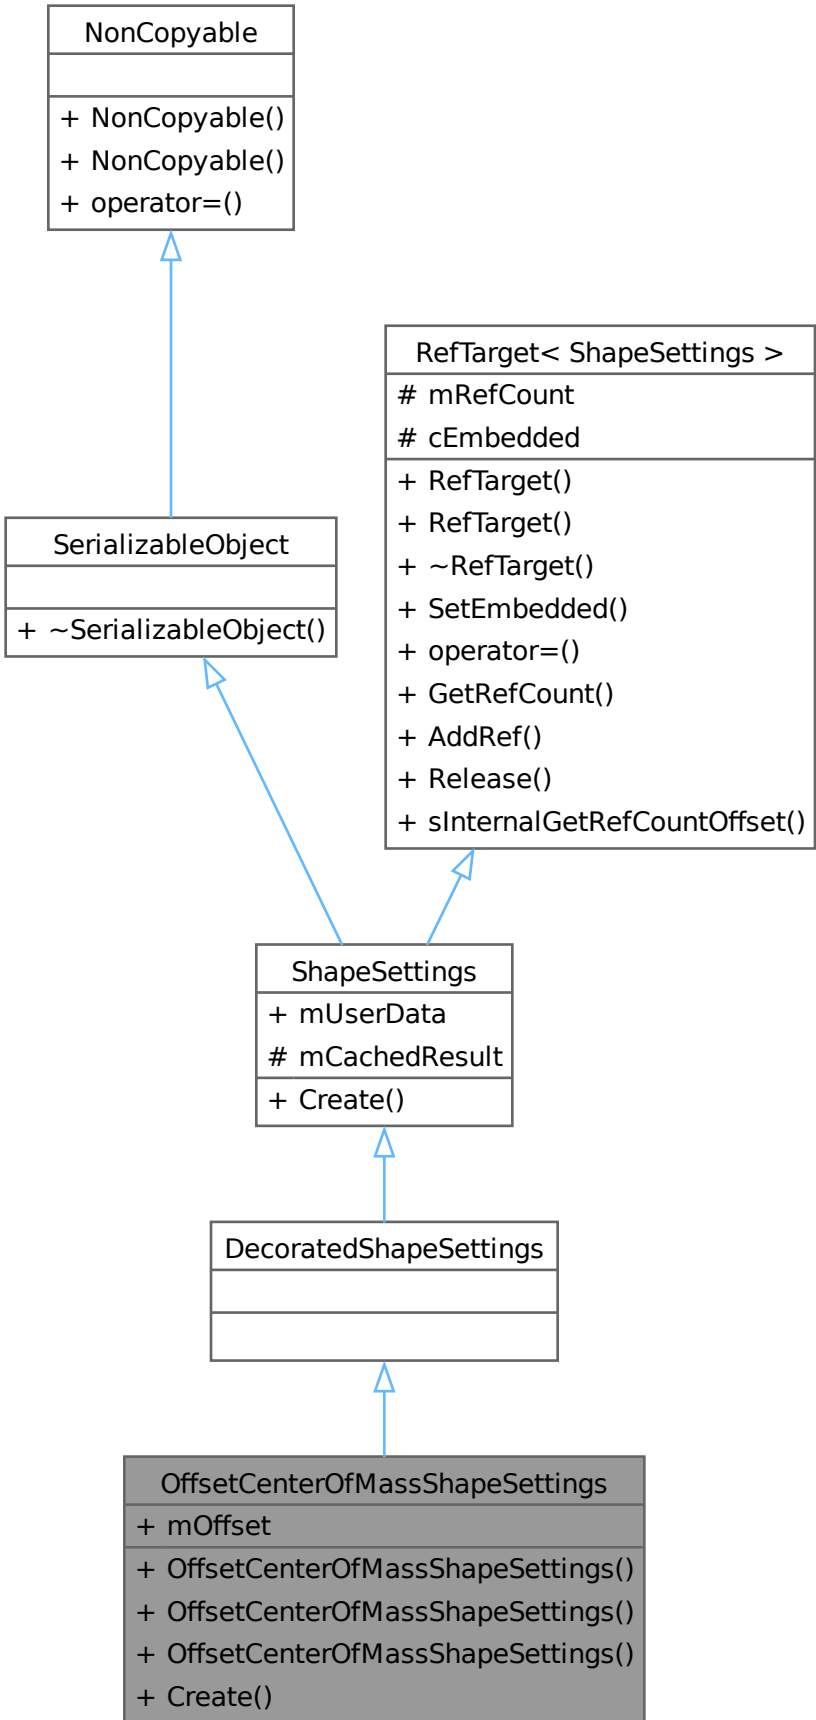 NonCopyable
+ NonCopyable()
+ NonCopyable()
+ operator=()
RefTarget< ShapeSettings >
# mRefCount
# cEmbedded
+ RefTarget()
+ RefTarget()
+ ~RefTarget()
+ SetEmbedded()
+ operator=()
+ GetRefCount()
+ AddRef()
+ Release()
+ sInternalGetRefCountOffset()
SerializableObject
+ ~SerializableObject()
ShapeSettings
+ mUserData
# mCachedResult
+ Create()
DecoratedShapeSettings
OffsetCenterOfMassShapeSettings
+ mOffset
+ OffsetCenterOfMassShapeSettings()
+ OffsetCenterOfMassShapeSettings()
+ OffsetCenterOfMassShapeSettings()
+ Create()